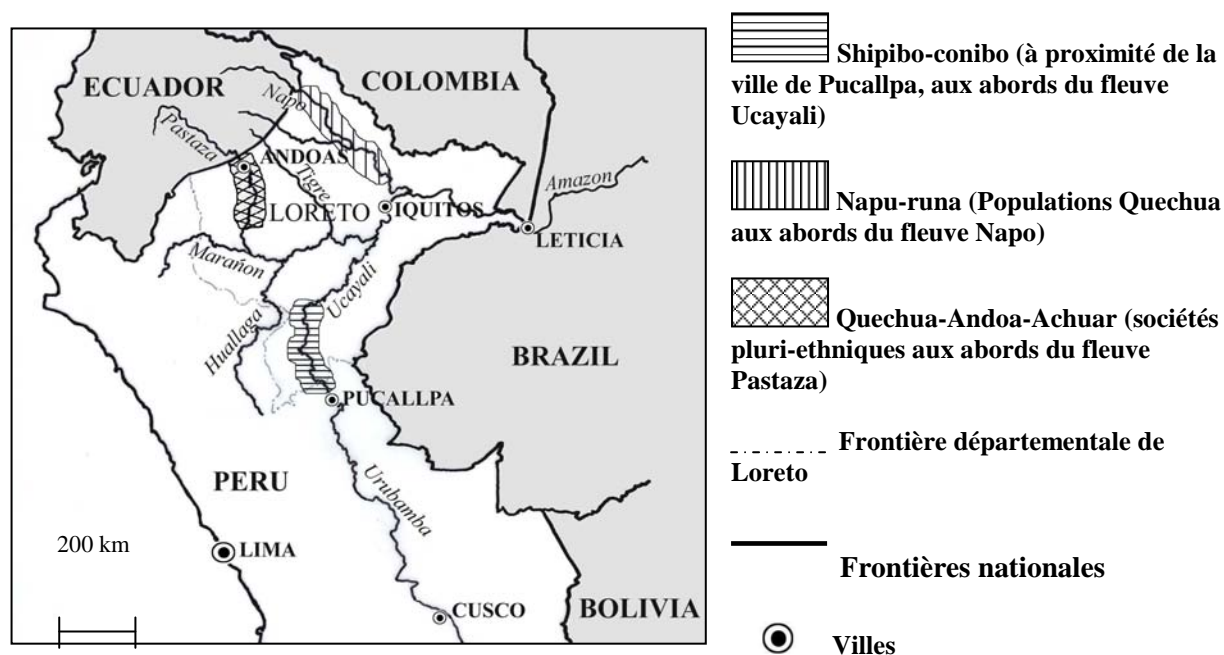 ECUADOR
COLOMBIA
Napo
Pastaza
ANDOAS
Tigre
Amazon
LORETO
IQUITOS
LETICIA
Marañon
Ucayali
Huallaga
BRAZIL
PUCALLPA
PERU
Urubamba
200 km
LIMA
CUSCO
BOLIVIA
Shipibo-conibo (à proximité de la
ville de Pucallpa, aux abords du fleuve
Ucayali)
Napu-runa (Populations Quechua
aux abords du fleuve Napo)
Quechua-Andoa-Achuar (sociétés
pluri-ethniques aux abords du fleuve
Pastaza)
Frontière départementale de
Loreto
Frontières nationales
Villes